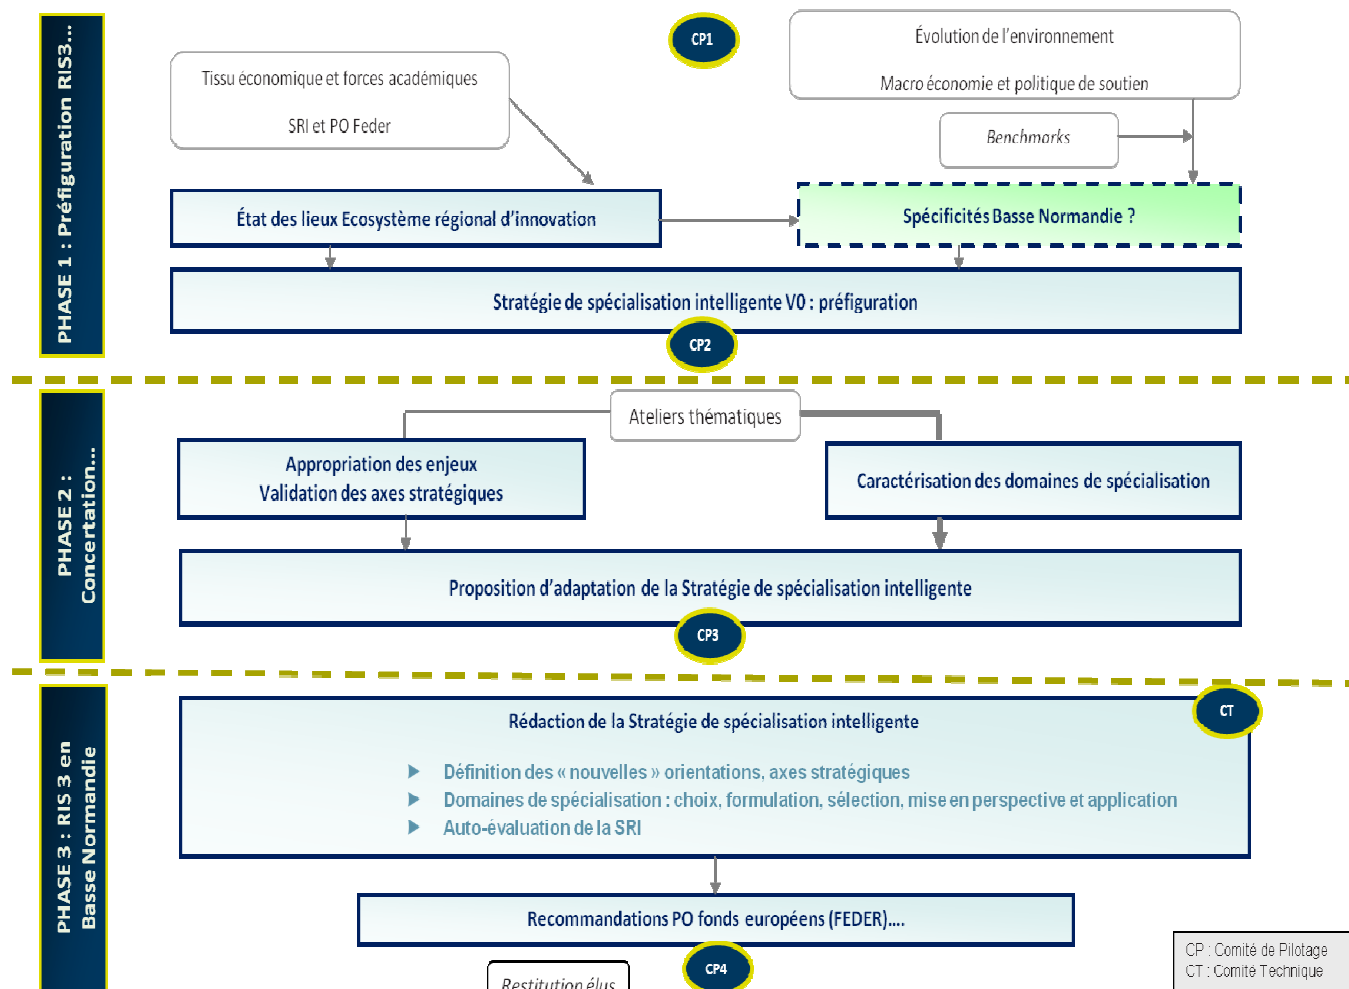 PHASE 1 : Préfiguration RIS3...
CP1
Évolution de l'environnement
Macro économie et politique de soutien
Tissu économique et forces académiques
SRI et PO Feder
Benchmarks
État des lieux Ecosystème régional d'innovation
Spécificités Basse Normandie ?
Stratégie de spécialisation intelligente V0 : préfiguration
CP2
PHASE 2 :
Concertation...
Ateliers thématiques
Appropriation des enjeux
Validation des axes stratégiques
Caractérisation des domaines de spécialisation
Proposition d'adaptation de la Stratégie de spécialisation intelligente
CP3
PHASE 3 : RIS 3 en
Basse Normandie
CT
Rédaction de la Stratégie de spécialisation intelligente
Définition des « nouvelles » orientations, axes stratégiques
Domaines de spécialisation : choix, formulation, sélection, mise en perspective et application
Auto-évaluation de la SRI
Recommandations PO fonds européens (FEDER)....
CP4
Restitution élus
CP : Comité de Pilotage
CT : Comité Technique